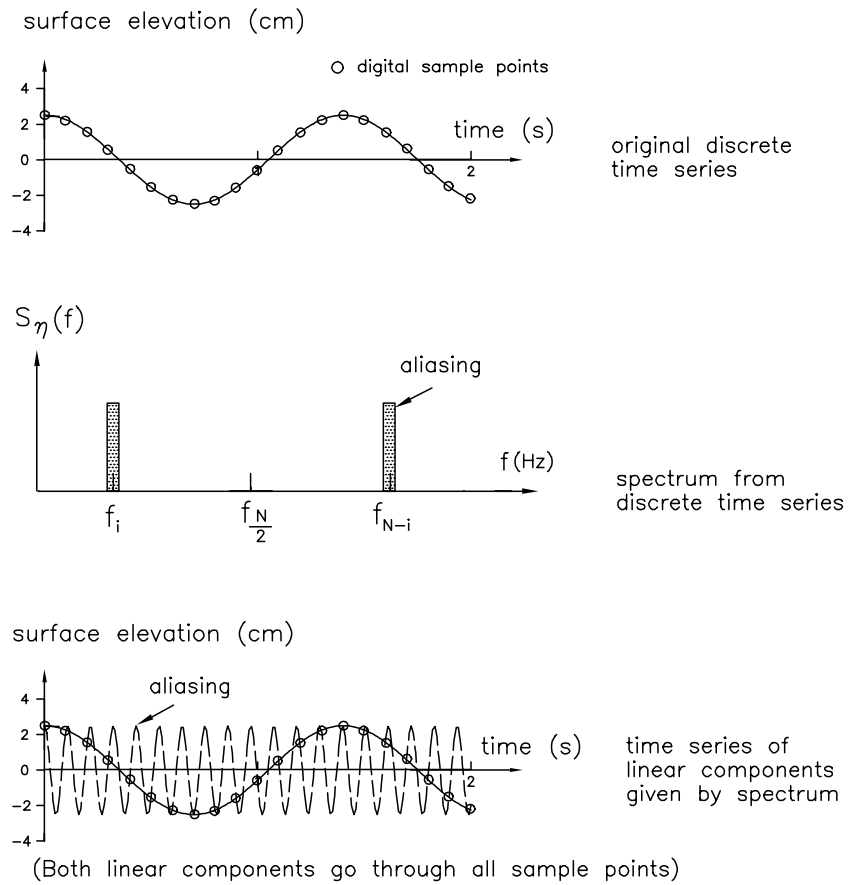 surface elevation (cm)
digital sample points
4
2
0
−2
−4
time (s)
2
original discrete
time series
Sη(f)
aliasing
f(Hz)
fi
fN/2
fN−i
spectrum from
discrete time series
surface elevation (cm)
aliasing
4
2
0
−2
−4
time (s)
2
time series of
linear components
given by spectrum
(Both linear components go through all sample points)